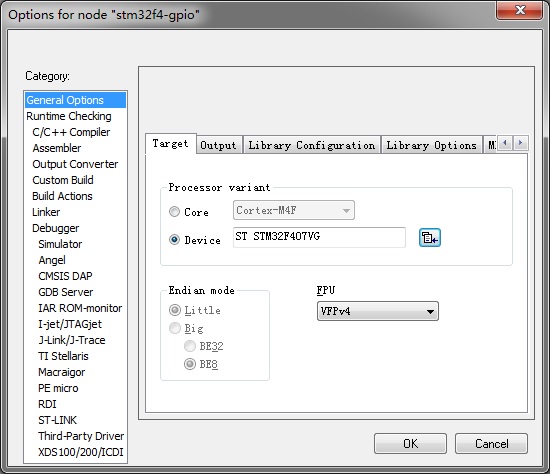 Options for node "stm32f4-gpio"
Category:
General Options
Runtime Checking
C/C++ Compiler
Assembler
Output Converter
Custom Build
Build Actions
Linker
Debugger
Simulator
Angel
CMSIS DAP
GDB Server
IAR ROM-monitor
I-jet/JTAGjet
J-Link/J-Trace
TI Stellaris
Macraigor
PE micro
RDI
ST-LINK
Third-Party Driver
XDS100/200/ICDI
Target Output Library Configuration Library Options
Processor variant
Core Cortex-M4F
Device ST STM32F407VG
Endian mode
Little
Big
BE32
BE8
FPU
VFPv4
OK Cancel